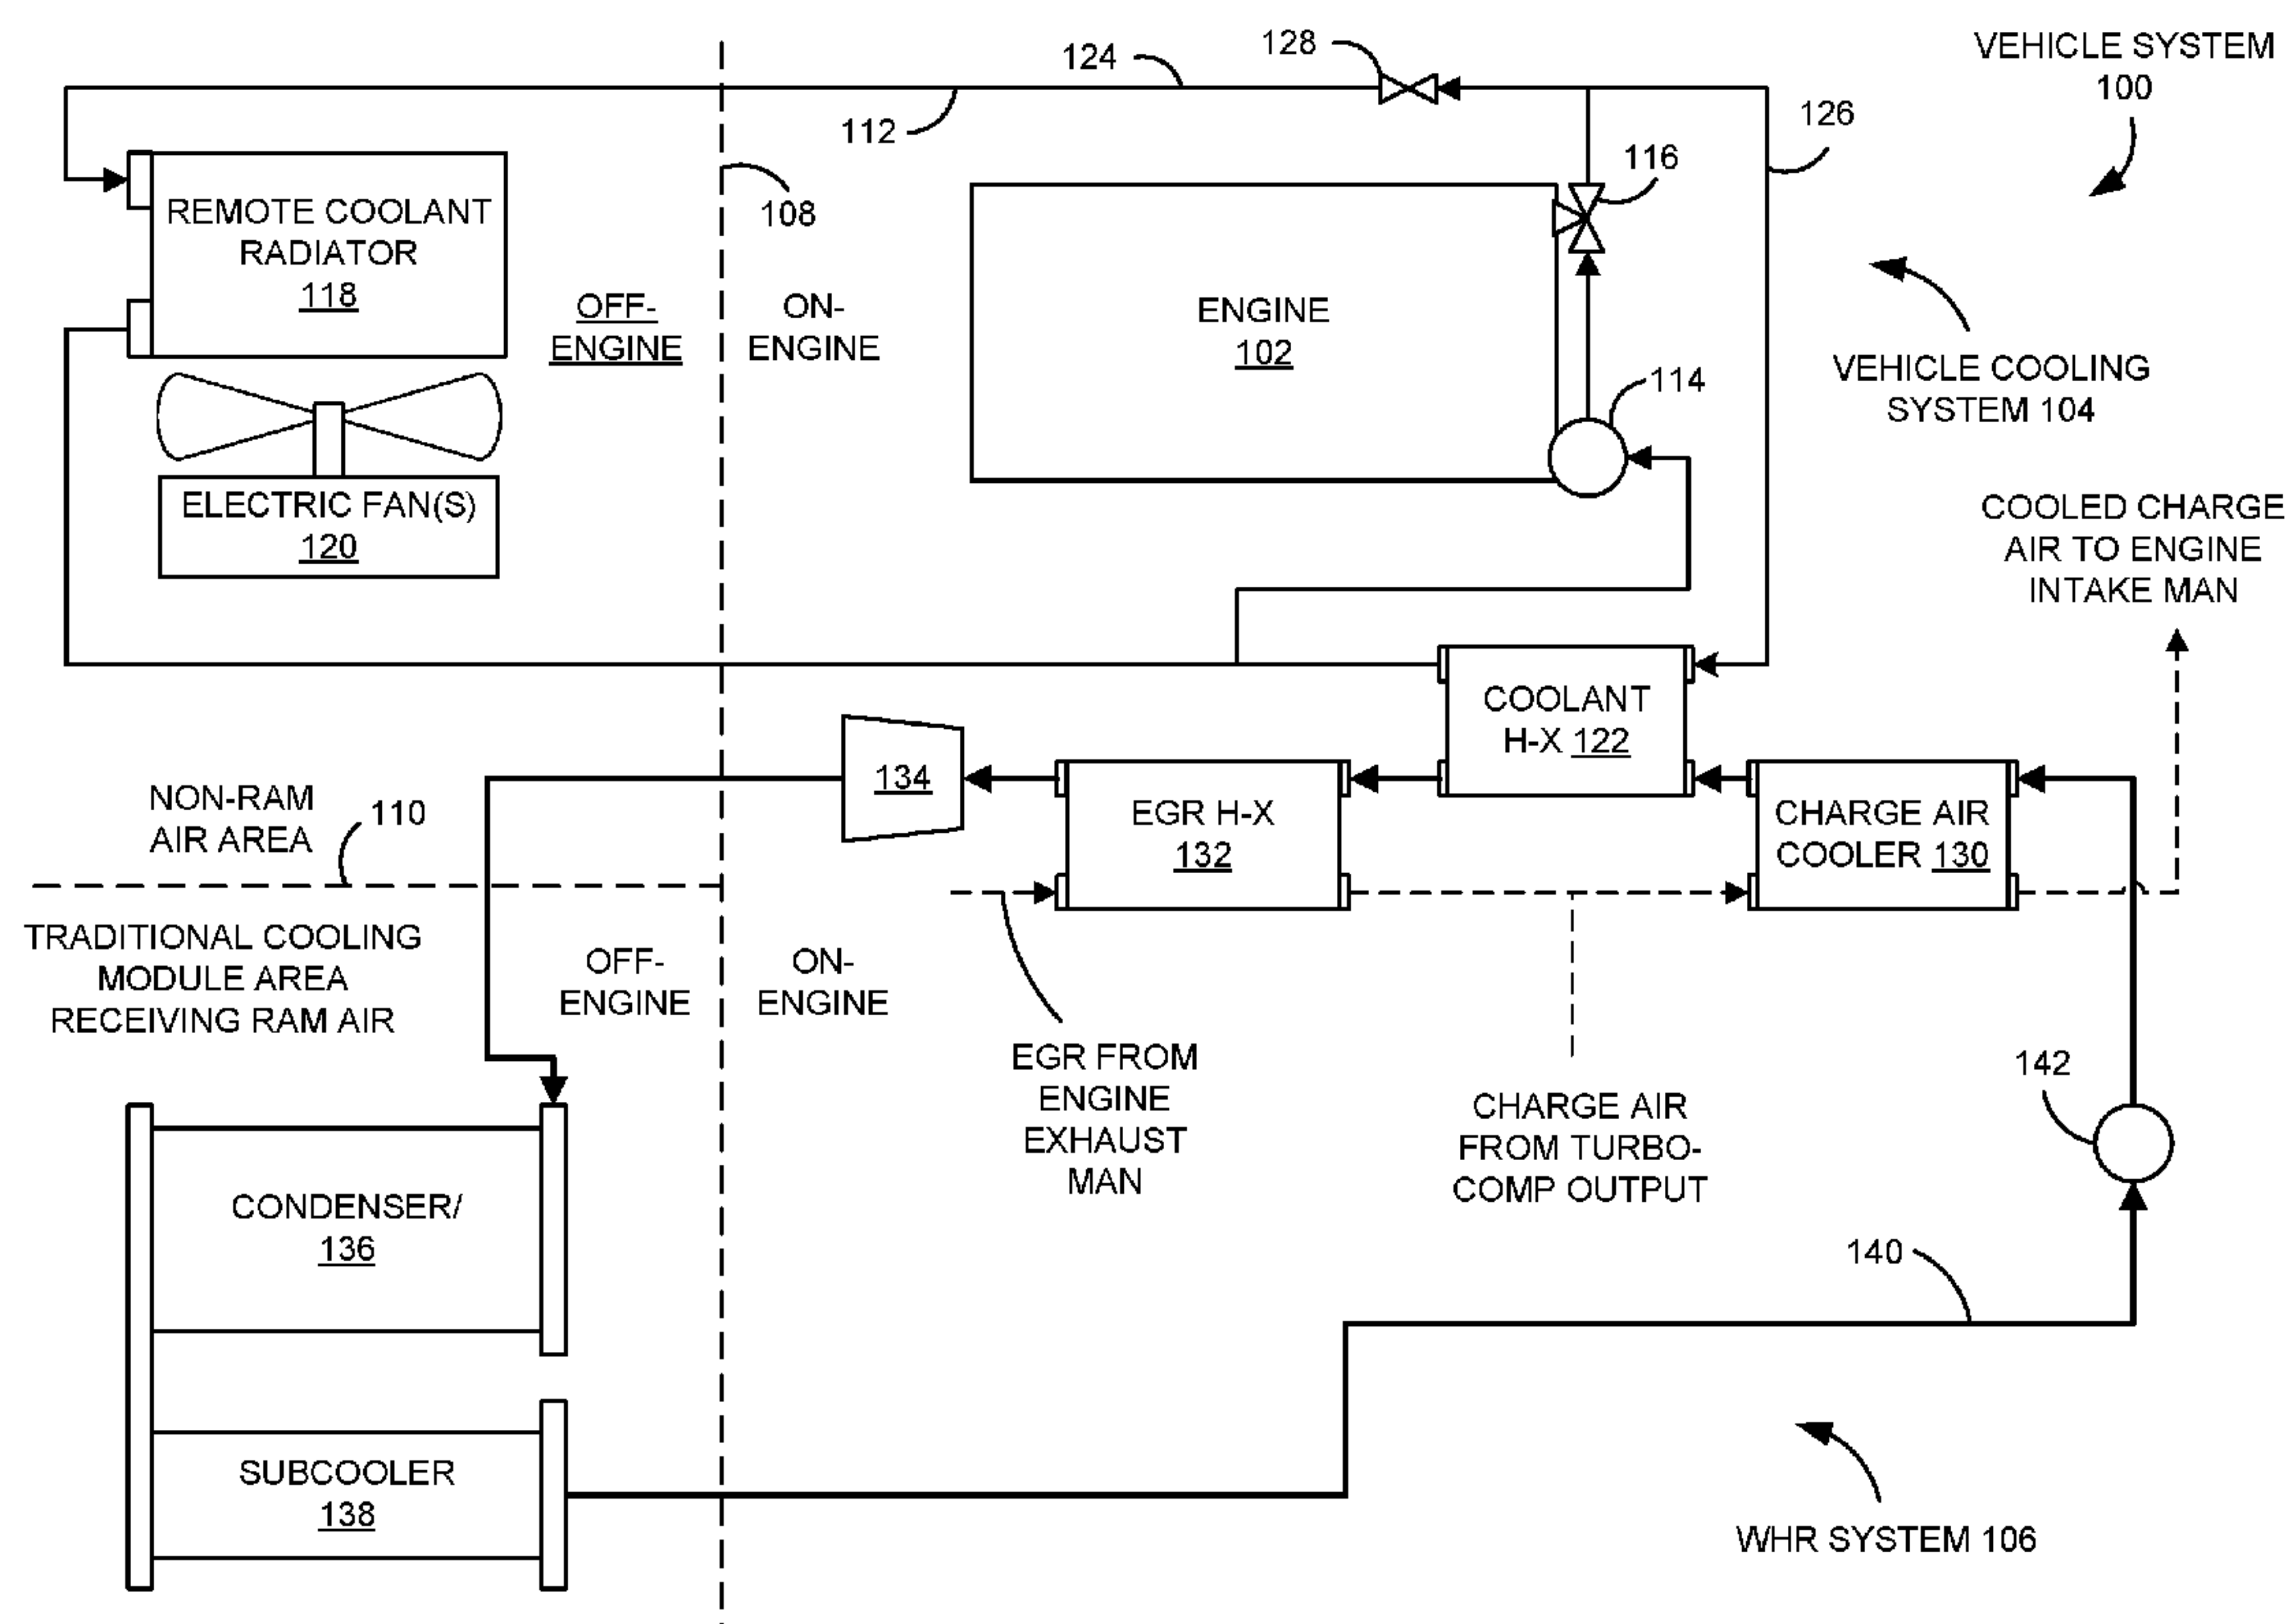 VEHICLE SYSTEM
100
128
124
112
126
116
108
REMOTE COOLANT
RADIATOR
118
OFF-
ENGINE
ON-
ENGINE
ENGINE
102
114
VEHICLE COOLING
SYSTEM 104
ELECTRIC FAN(S)
120
COOLED CHARGE
AIR TO ENGINE
INTAKE MAN
COOLANT
H-X 122
134
EGR H-X
132
CHARGE AIR
COOLER 130
NON-RAM
AIR AREA
110
TRADITIONAL COOLING
MODULE AREA
RECEIVING RAM AIR
OFF-
ENGINE
ON-
ENGINE
EGR FROM
ENGINE
EXHAUST
MAN
CHARGE AIR
FROM TURBO-
COMP OUTPUT
142
140
CONDENSER/
136
SUBCOOLER
138
WHR SYSTEM 106